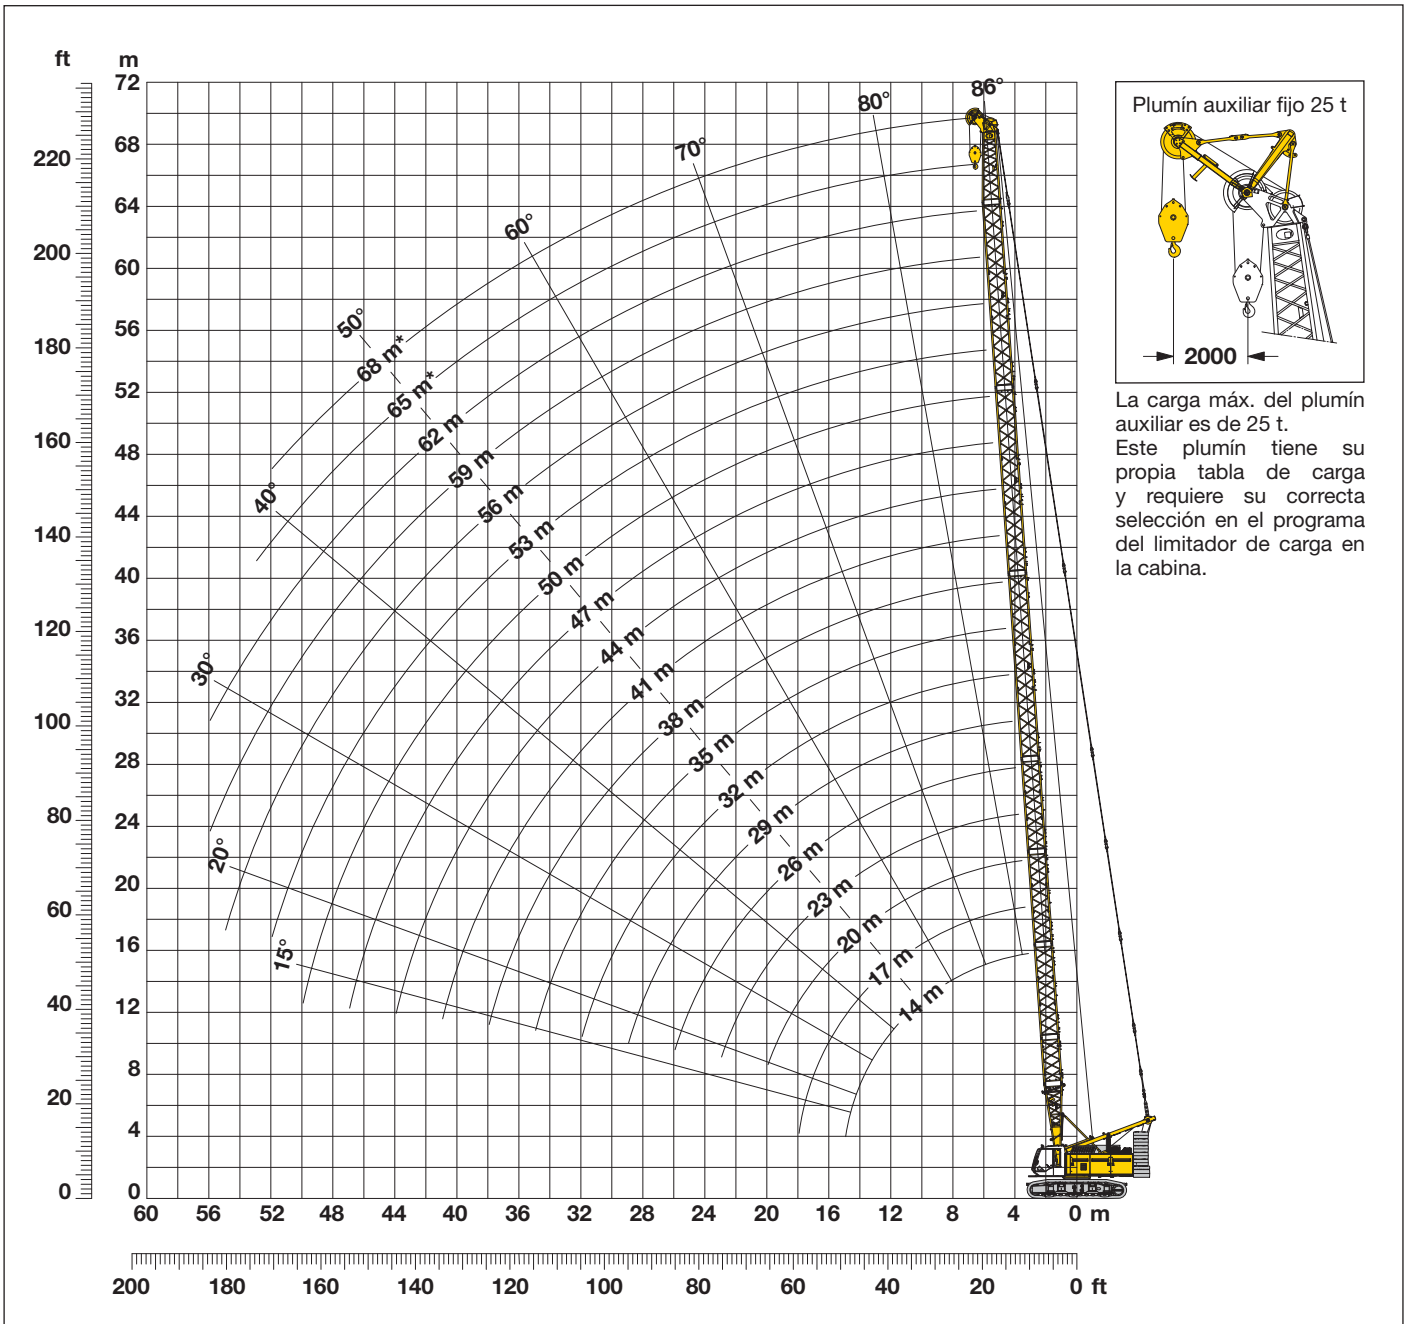 ft
m
72
68
64
60
56
52
48
44
40
36
32
28
24
20
16
12
8
4
0
220
200
180
160
140
120
100
80
60
40
20
0
86°
80°
70°
60°
50°
40°
30°
20°
15°
68 m*
65 m*
62 m
59 m
56 m
53 m
50 m
47 m
44 m
41 m
38 m
35 m
32 m
29 m
26 m
23 m
20 m
17 m
14 m
60 56 52 48 44 40 36 32 28 24 20 16 12 8 4 0 m
200 180 160 140 120 100 80 60 40 20 0 ft
Plumín auxiliar fijo 25 t
2000
La carga máx. del plumín
auxiliar es de 25 t.
Este plumín tiene su
propia tabla de carga
y requiere su correcta
selección en el programa
del limitador de carga en
la cabina.